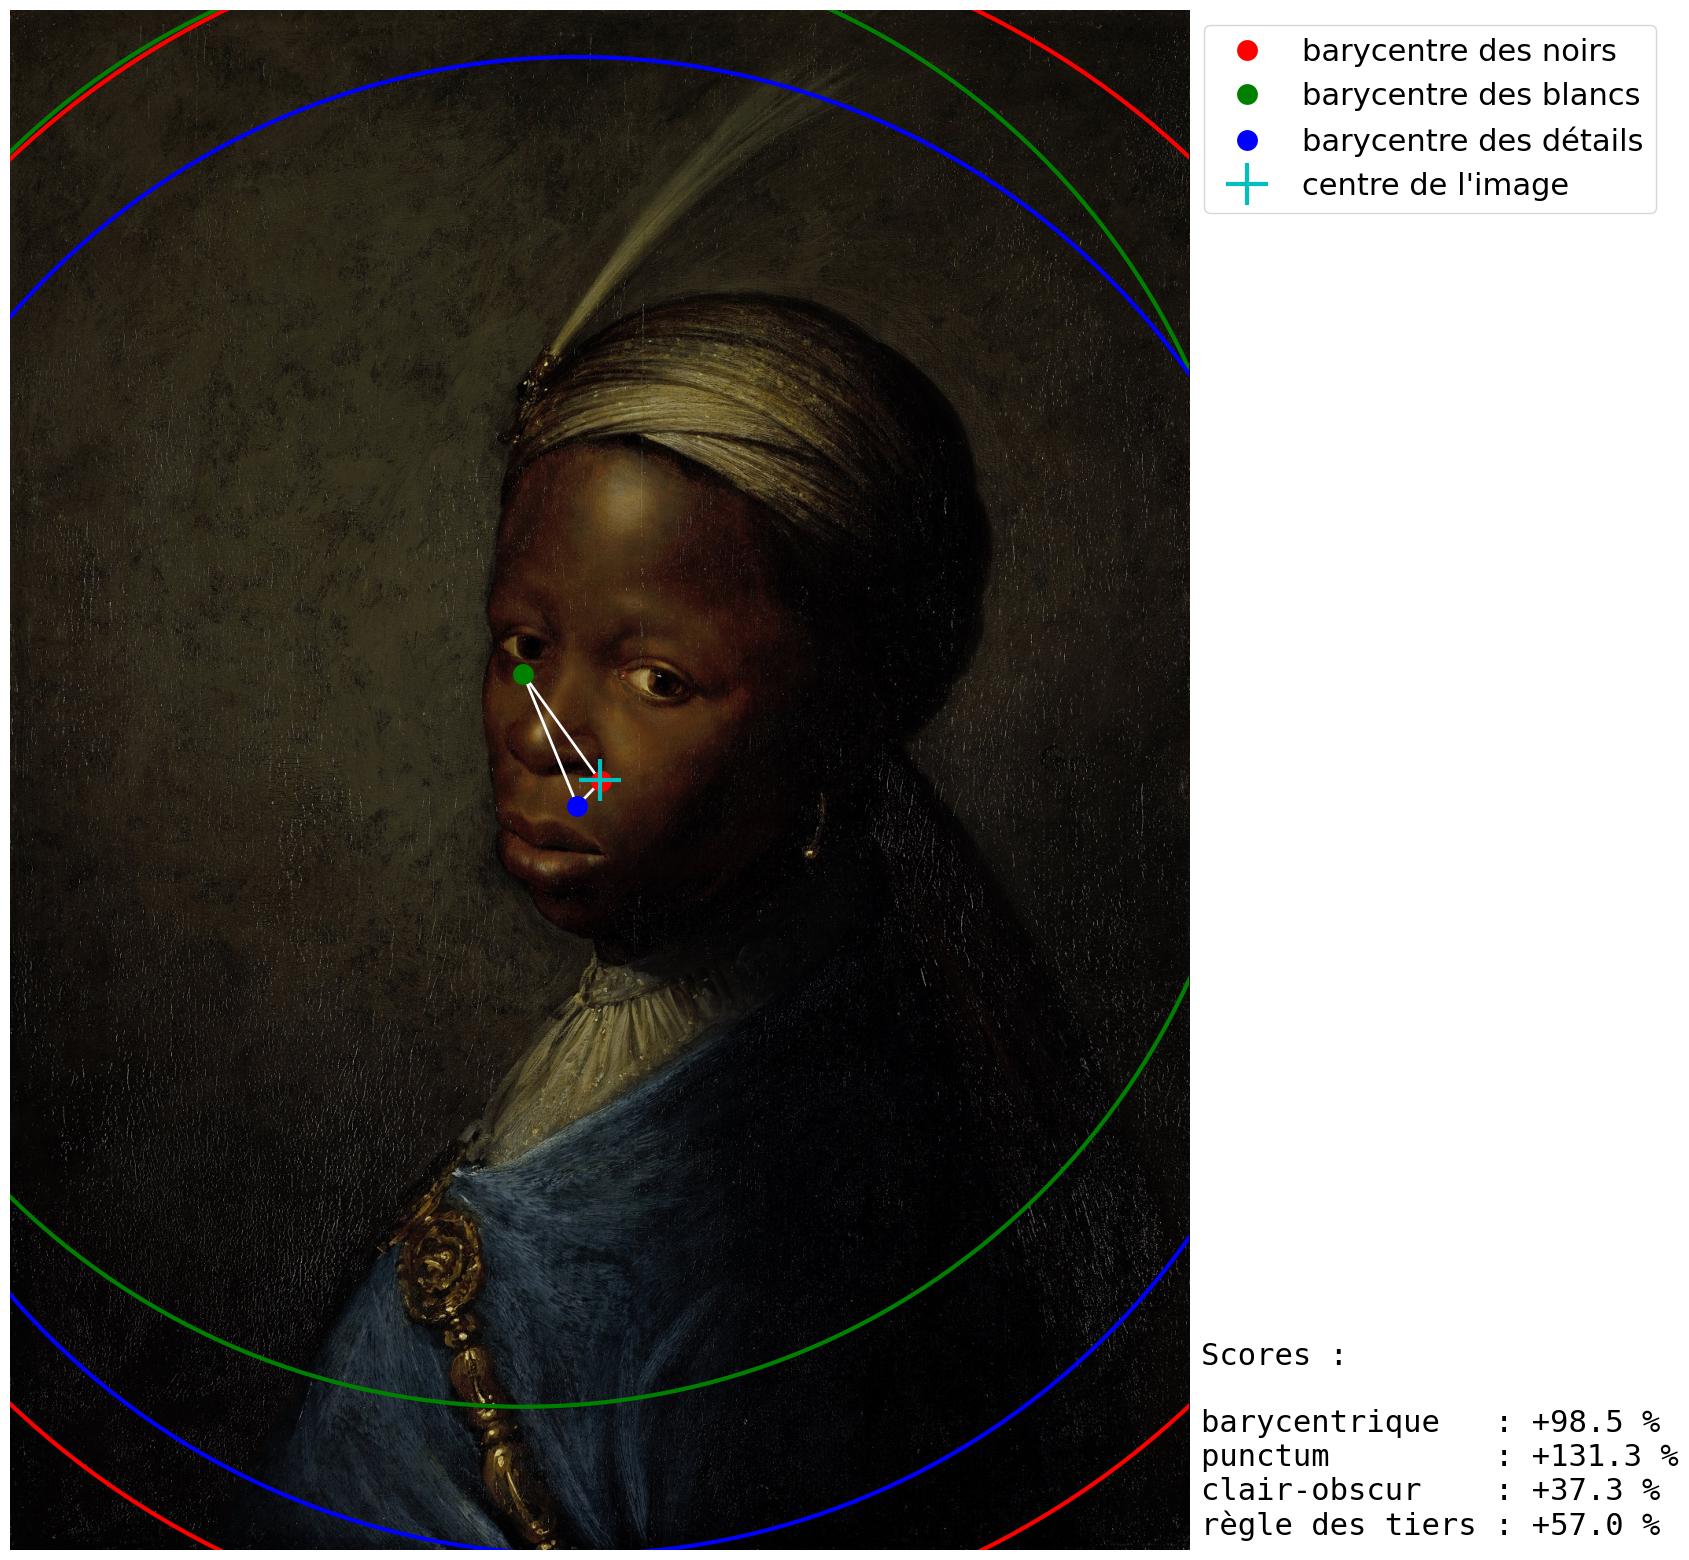 barycentre des noirs
barycentre des blancs
barycentre des détails
centre de l'image
Scores :
barycentrique : +98.5 %
punctum : +131.3 %
clair-obscur : +37.3 %
règle des tiers : +57.0 %